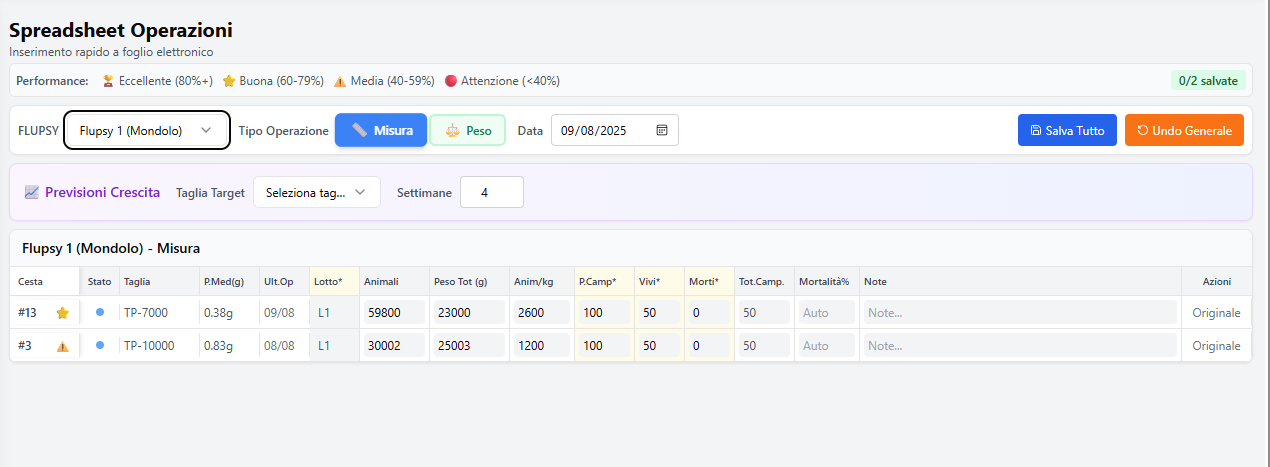 Spreadsheet Operazioni
Inserimento rapido a foglio elettronico
Performance: Eccellente (80%+) Buona (60-79%) Media (40-59%) Attenzione (<40%) 0/2 salvate
FLUPSY Flupsy 1 (Mondolo) Tipo Operazione Misura Peso Data 09/08/2025 Salva Tutto Undo Generale
Previsioni Crescita Taglia Target Seleziona tag... Settimane 4
Flupsy 1 (Mondolo) - Misura
Cesta Stato Taglia P.Med(g) Ult.Op Lotto* Animali Peso Tot (g) Anim/kg P.Camp* Vivi* Morti* Tot.Camp. Mortalità% Note Azioni
#13 TP-7000 0.38g 09/08 L1 59800 23000 2600 100 50 0 50 Auto Note... Originale
#3 TP-10000 0.83g 08/08 L1 30002 25003 1200 100 50 0 50 Auto Note... Originale